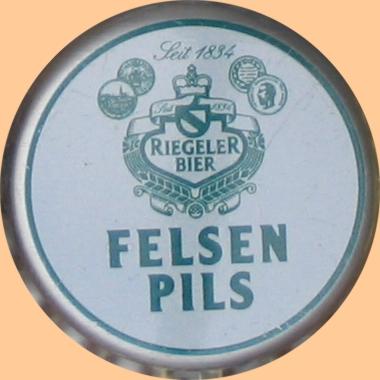 Seit 1834
Seit 1834
RIEGELER
BIER
FELSEN
PILS